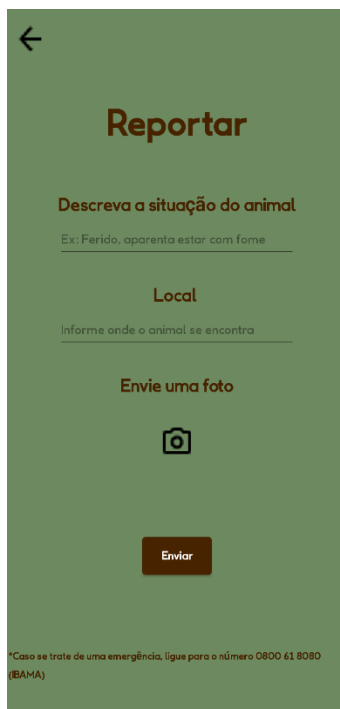 Reportar
Descreva a situação do animal
Ex: Ferido, aparenta estar com fome
Local
Informe onde o animal se encontra
Envie uma foto
Enviar
*Caso se trate de uma emergência, ligue para o número 0800 61 8080
(IBAMA)